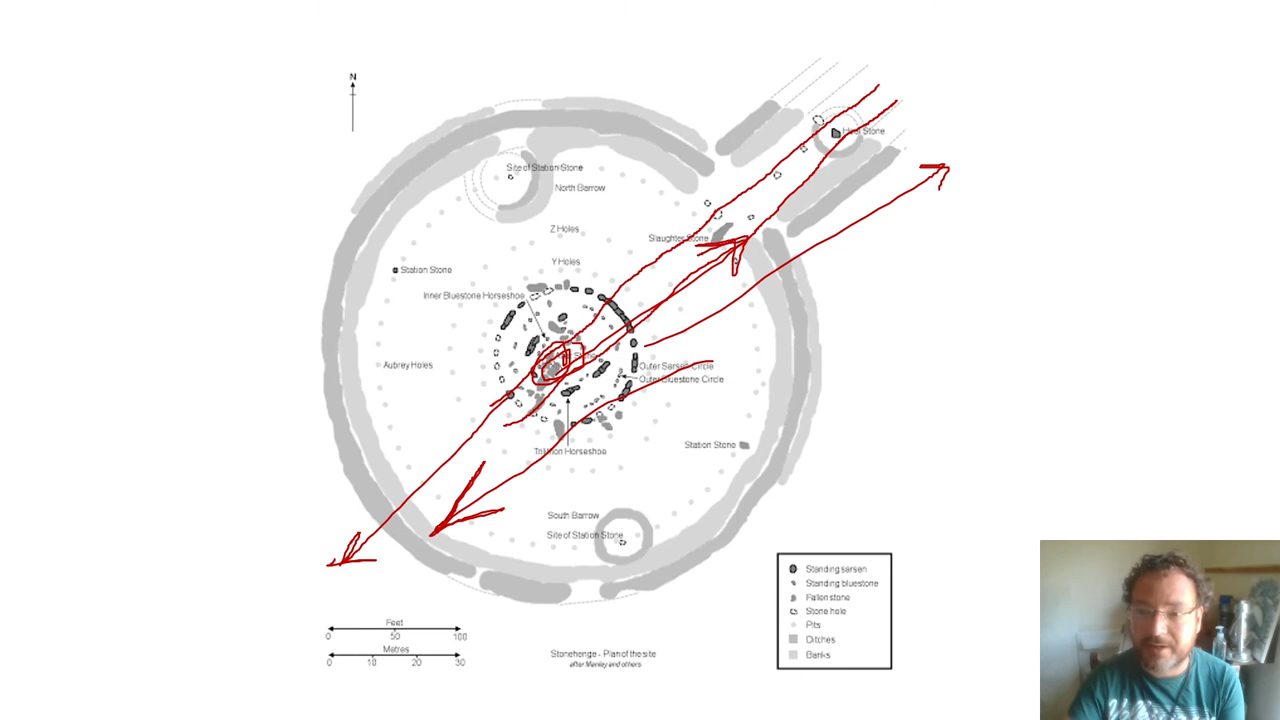 N
Heel Stone
Site of Station Stone
North Barrow
Z Holes
Slaughter Stone
Y Holes
Station Stone
Inner Bluestone Horseshoe
Aubrey Holes
Outer Sarsen Circle
Outer Bluestone Circle
Station Stone
Trilithon Horseshoe
South Barrow
Site of Station Stone
Standing sarsen
Standing bluestone
Fallen stone
Stone hole
Pits
Ditches
Banks
Feet
0 50 100
Metres
0 10 20 30
Stonehenge - Plan of the site
after Manley and others